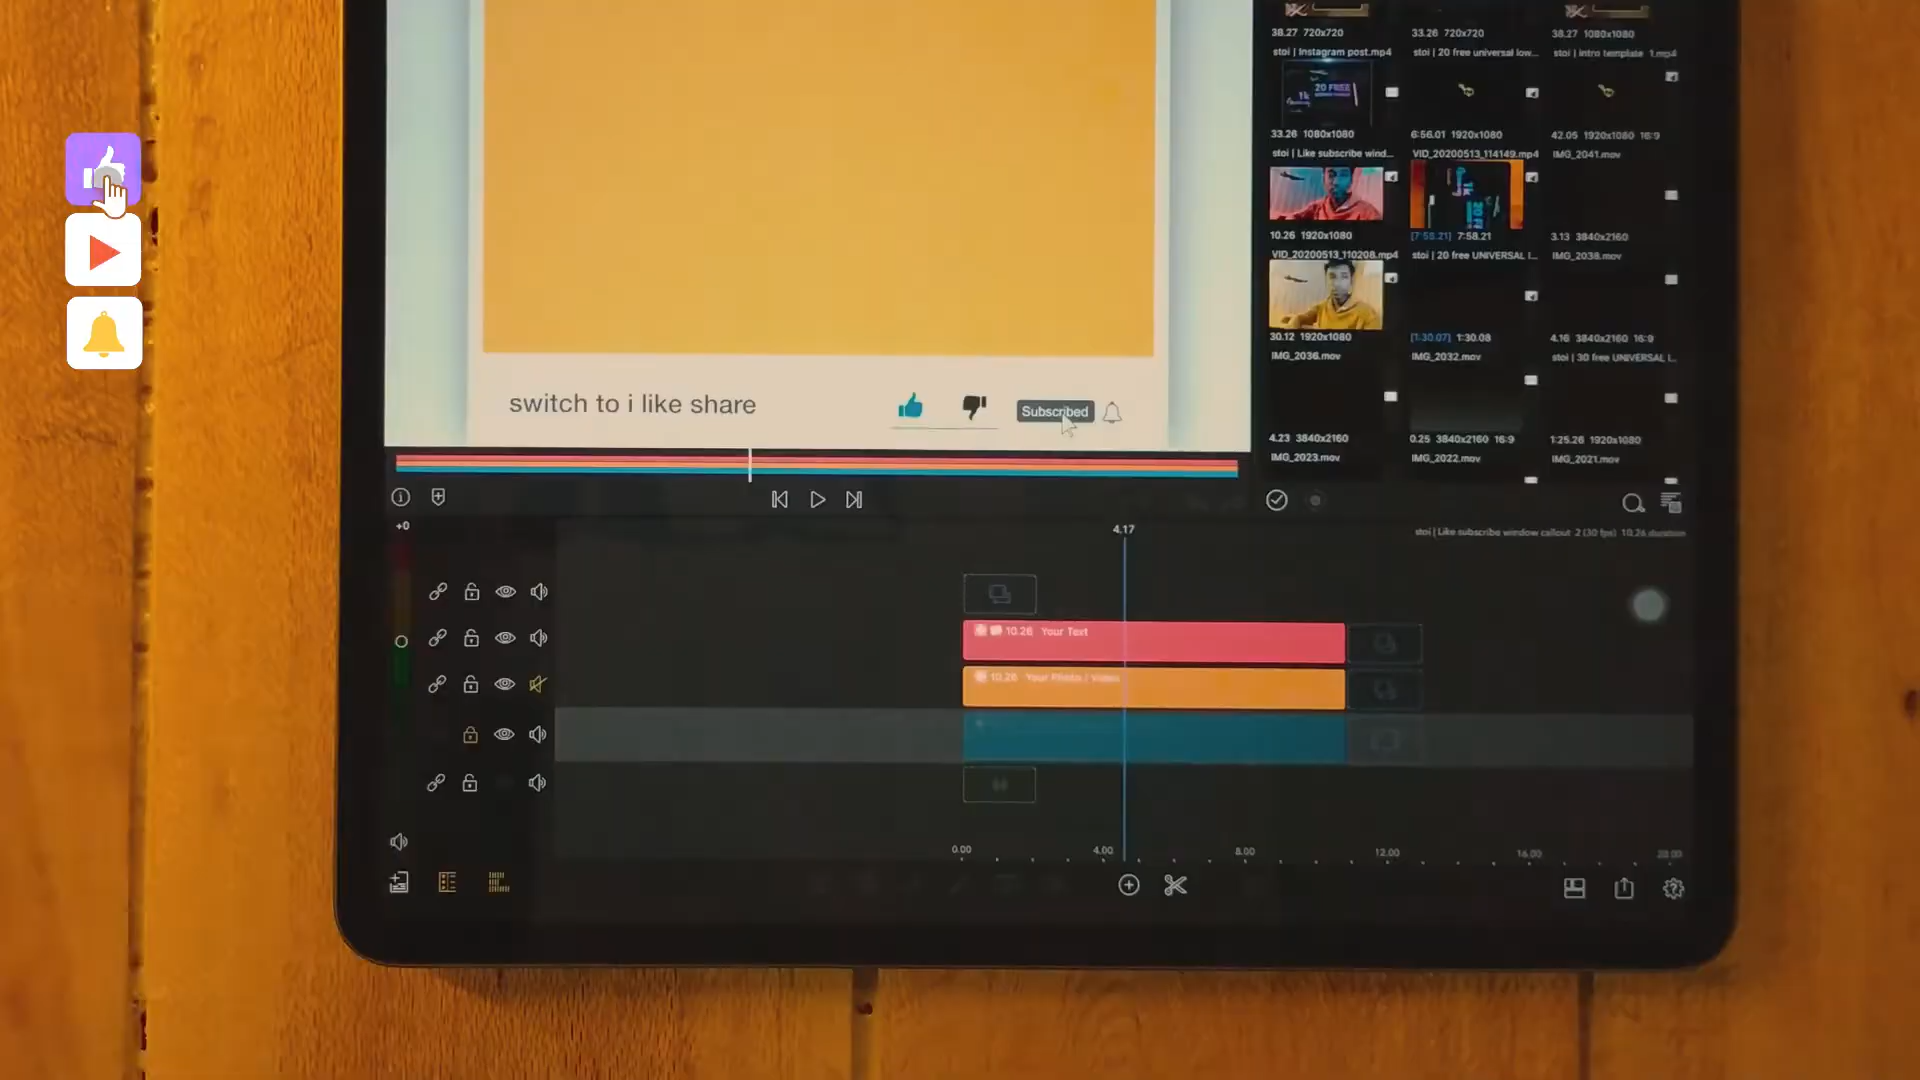 38.27 720x720
33.26 720x720
38.27 1080x1080
stoi | Instagram post.mp4
stoi | 20 free universal low...
stoi | intro template 1.mp4
1k
20 FREE
33.26 1080x1080
6:56.01 1920x1080
42.05 1920x1080 16:9
stoi | Like subscribe wind...
VID_20200513_114149.mp4
IMG_2041.mov
10.26 1920x1080
[7:58.21] 7:58.21
3.13 3840x2160
VID_20200513_110208.mp4
stoi | 20 free UNIVERSAL I...
IMG_2038.mov
30.12 1920x1080
[1:30.07] 1:30.08
4.16 3840x2160 16:9
IMG_2036.mov
IMG_2032.mov
stoi | 30 free UNIVERSAL I...
switch to i like share
Subscribed
4.23 3840x2160
0.25 3840x2160 16:9
1:25.26 1920x1080
IMG_2023.mov
IMG_2022.mov
IMG_2021.mov
+0
4.17
stoi | Like subscribe window callout 2 (30 fps) 10.26 duration
10.26 Your Text
10.26 Your Photo / Video
0.00
4.00
8.00
12.00
16.00
20.00